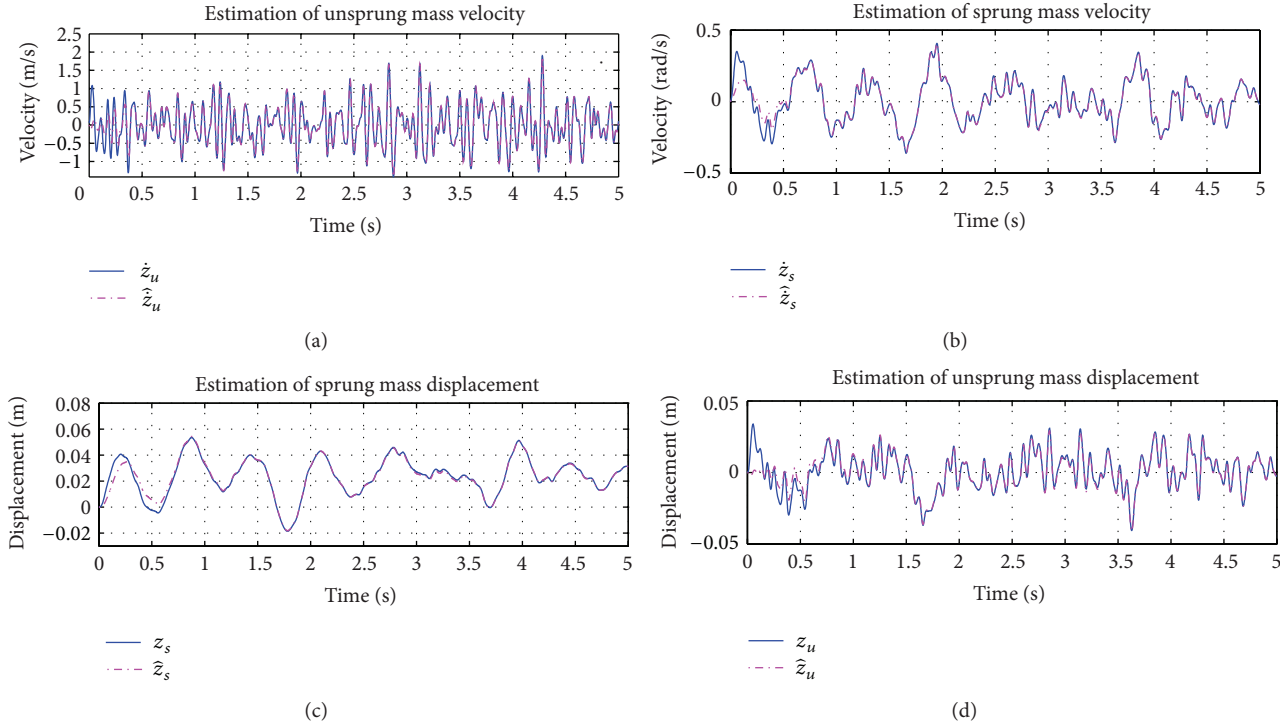 Estimation of unsprung mass velocity
Velocity (m/s)
2.5
2
1.5
1
0.5
0
−0.5
−1
0 0.5 1 1.5 2 2.5 3 3.5 4 4.5 5
Time (s)
ż_u
ẑ̇_u
(a)
Estimation of sprung mass velocity
Velocity (rad/s)
0.5
0
−0.5
0 0.5 1 1.5 2 2.5 3 3.5 4 4.5 5
Time (s)
ż_s
ẑ̇_s
(b)
Estimation of sprung mass displacement
Displacement (m)
0.08
0.06
0.04
0.02
0
−0.02
0 0.5 1 1.5 2 2.5 3 3.5 4 4.5 5
Time (s)
z_s
ẑ_s
(c)
Estimation of unsprung mass displacement
Displacement (m)
0.05
0
−0.05
0 0.5 1 1.5 2 2.5 3 3.5 4 4.5 5
Time (s)
z_u
ẑ_u
(d)